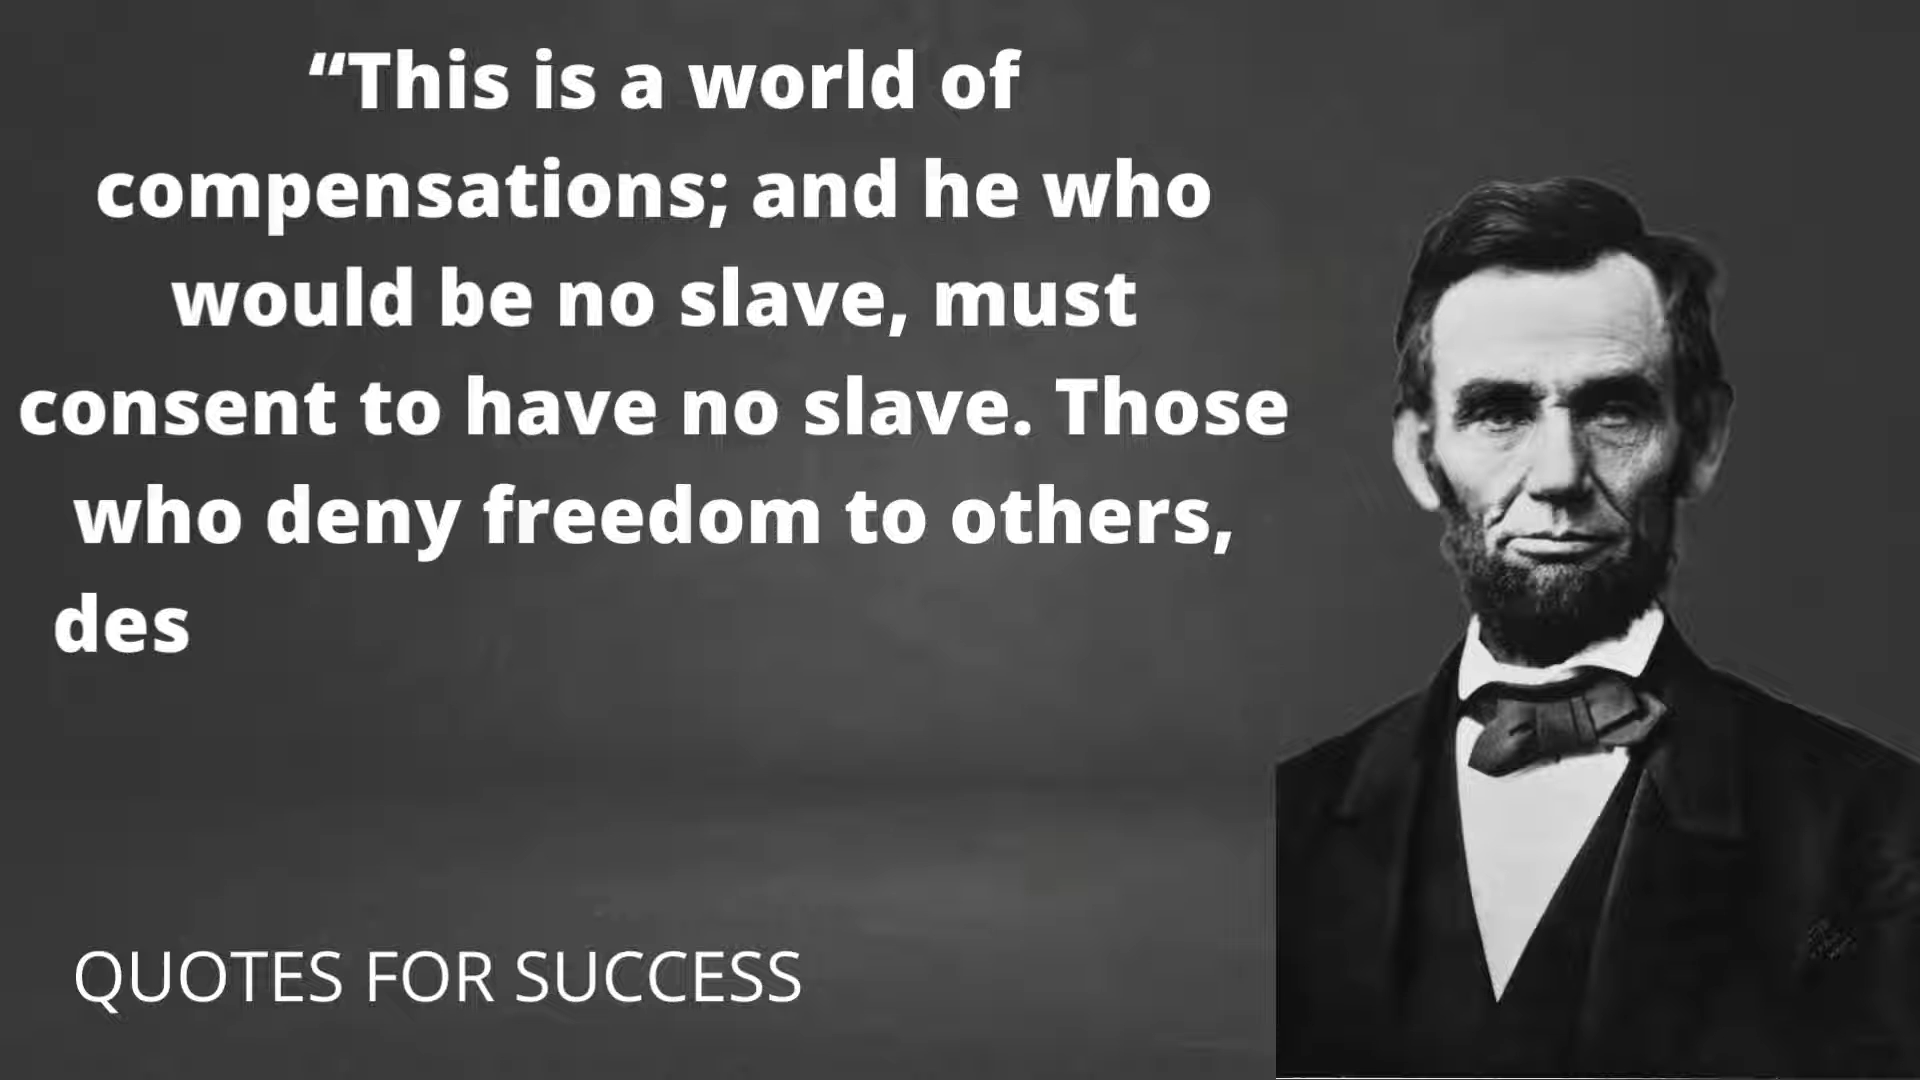 “This is a world of
compensations; and he who
would be no slave, must
consent to have no slave. Those
who deny freedom to others,
des
QUOTES FOR SUCCESS